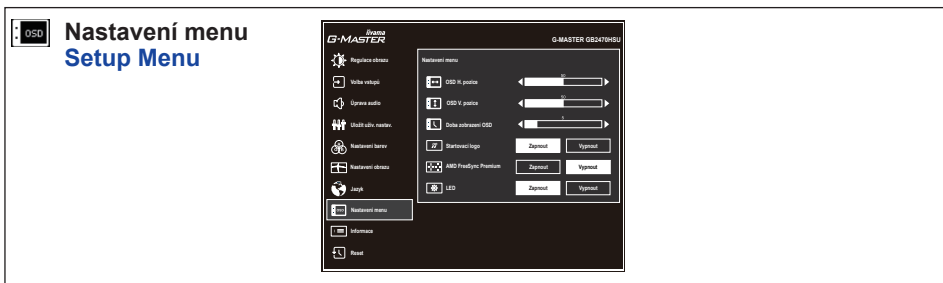 OSD
Nastavení menu
Setup Menu
iiyama
G-MASTER
G-MASTER GB2470HSU
Regulace obrazu
Volba vstupů
Úprava audio
Uložit uživ. nastav.
Nastavení barev
Nastavení obrazu
Jazyk
OSD
Nastavení menu
Informace
Reset
Nastavení menu
OSD H. pozice
50
OSD V. pozice
50
Doba zobrazení OSD
5
Startovací logo
Zapnout
Vypnout
AMD FreeSync Premium
Zapnout
Vypnout
LED
Zapnout
Vypnout